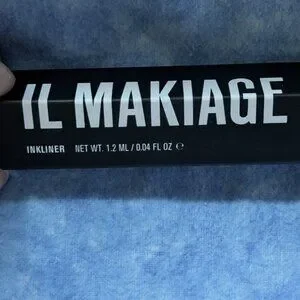 IL MAKIAGE
INKLINER NET WT. 1.2 ML / 0.04 FL OZ ℮